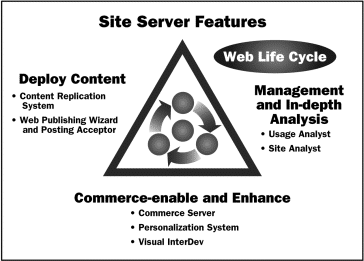 Site Server Features
Web Life Cycle
Deploy Content
• Content Replication
System
• Web Publishing Wizard
and Posting Acceptor
Management
and In-depth
Analysis
• Usage Analyst
• Site Analyst
Commerce-enable and Enhance
• Commerce Server
• Personalization System
• Visual InterDev